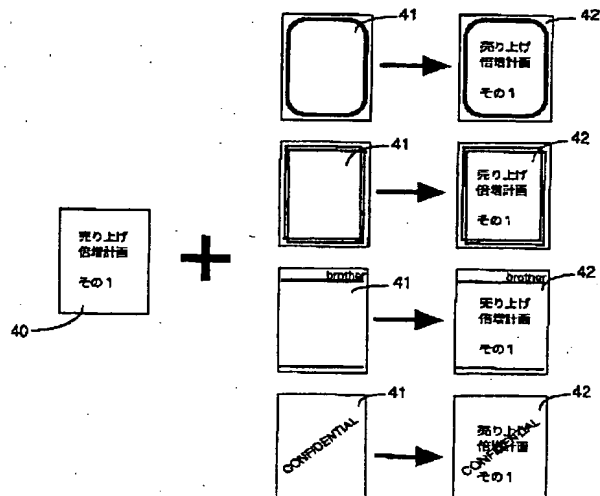 売り上げ
倍増計画
その1
40
+
41
42
売り上げ
倍増計画
その1
41
42
売り上げ
倍増計画
その1
brother
41
brother
42
売り上げ
倍増計画
その1
41
CONFIDENTIAL
42
売り上げ
倍増計画
その1
CONFIDENTIAL